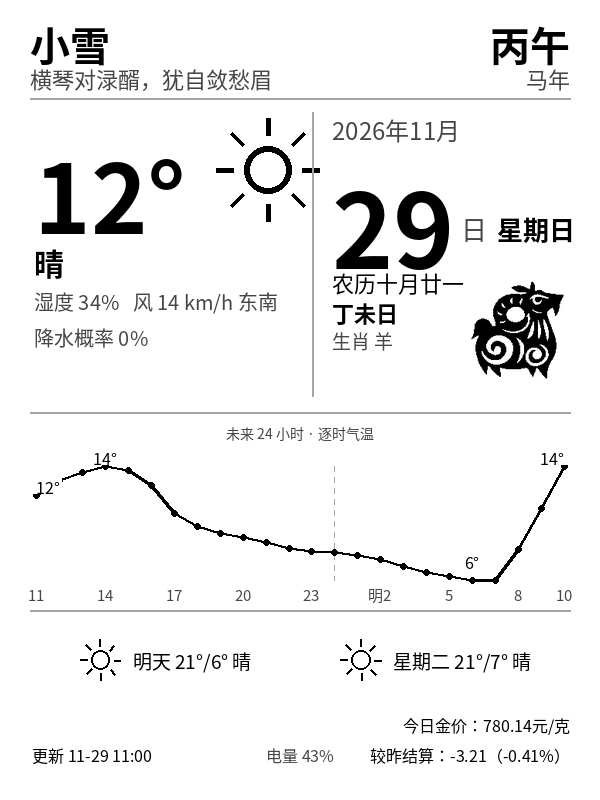 小雪
丙午
横琴对渌醑，犹自敛愁眉
马年
2026年11月
12°
29 日 星期日
晴
农历十月廿一
湿度 34% 风 14 km/h 东南
丁未日
降水概率 0%
生肖 羊
未来 24 小时 · 逐时气温
12° 14° 6° 14°
11 14 17 20 23 明2 5 8 10
明天 21°/6° 晴
星期二 21°/7° 晴
今日金价：780.14元/克
更新 11-29 11:00
电量 43%
较昨结算：-3.21（-0.41%）